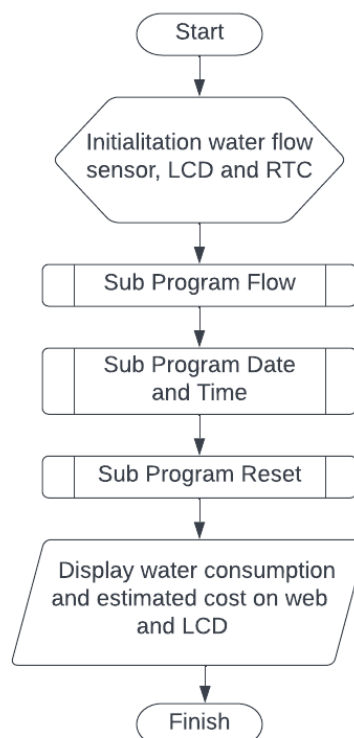 Start
Initialitation water flow
sensor, LCD and RTC
Sub Program Flow
Sub Program Date
and Time
Sub Program Reset
Display water consumption
and estimated cost on web
and LCD
Finish